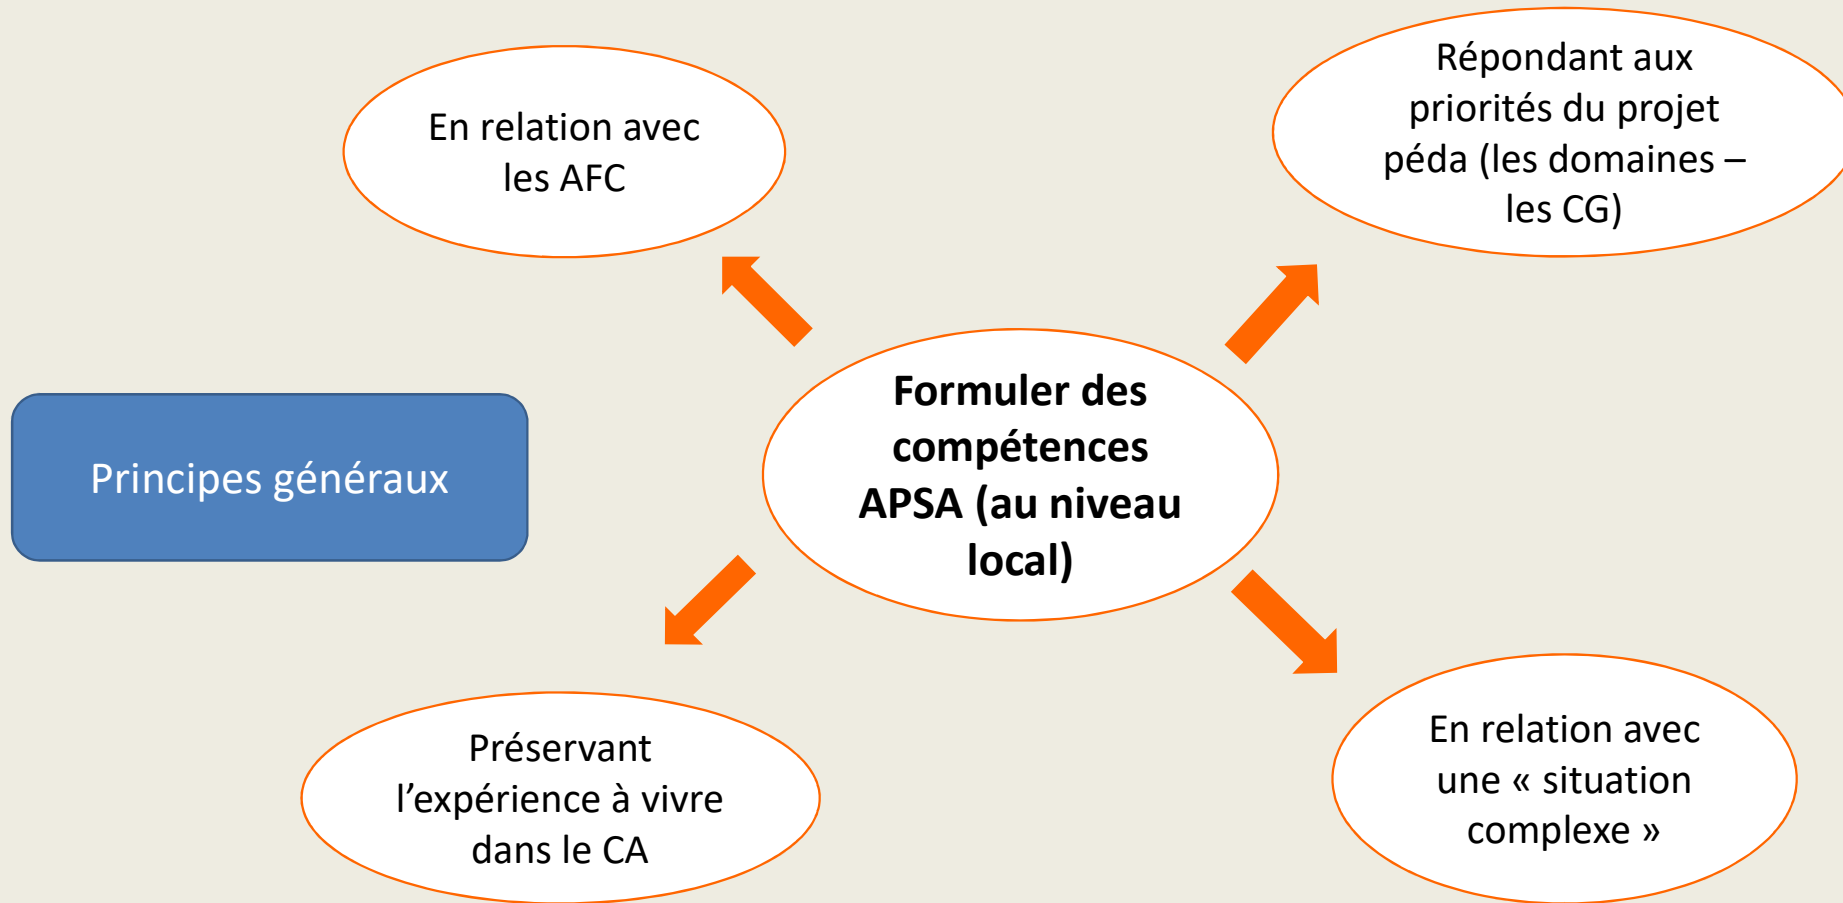 En relation avec
les AFC
Répondant aux
priorités du projet
péda (les domaines –
les CG)
Principes généraux
Formuler des
compétences
APSA (au niveau
local)
Préservant
l’expérience à vivre
dans le CA
En relation avec
une « situation
complexe »